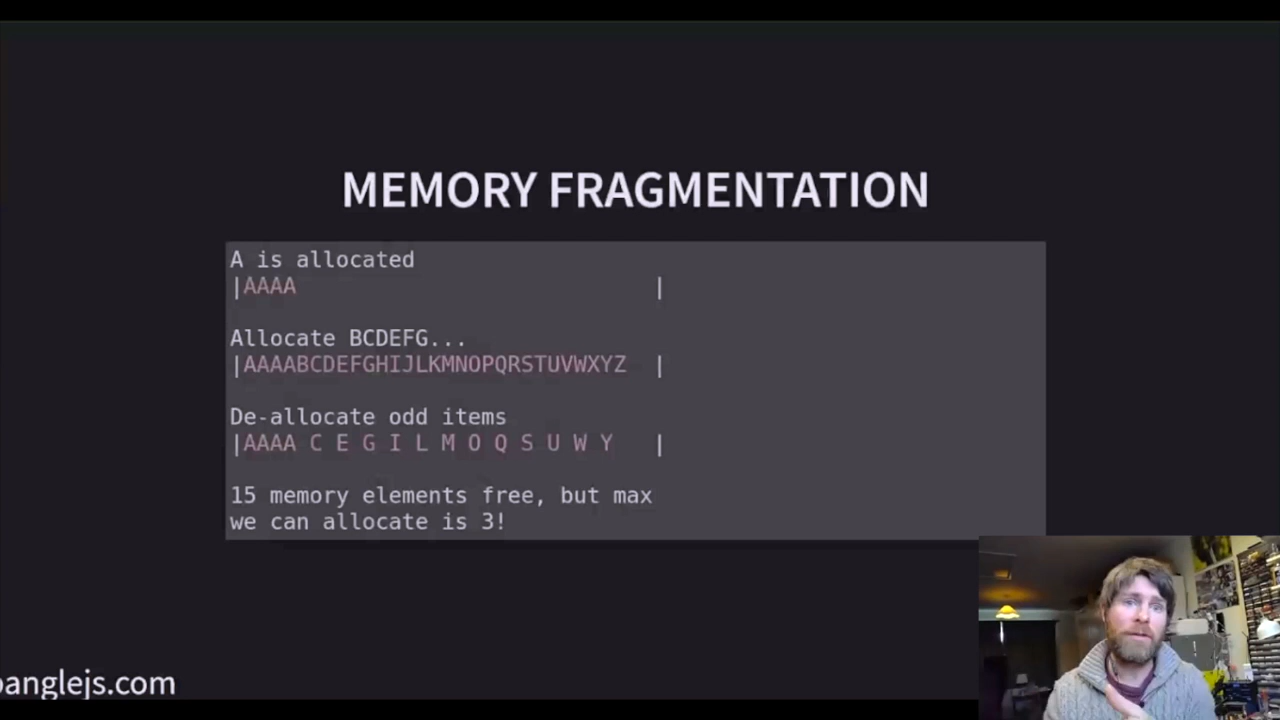 MEMORY FRAGMENTATION
A is allocated
|AAAA                           |
Allocate BCDEFG...
|AAAABCDEFGHIJLKMNOPQRSTUVWXYZ  |
De-allocate odd items
|AAAA C E G I L M O Q S U W Y   |
15 memory elements free, but max
we can allocate is 3!
banglejs.com